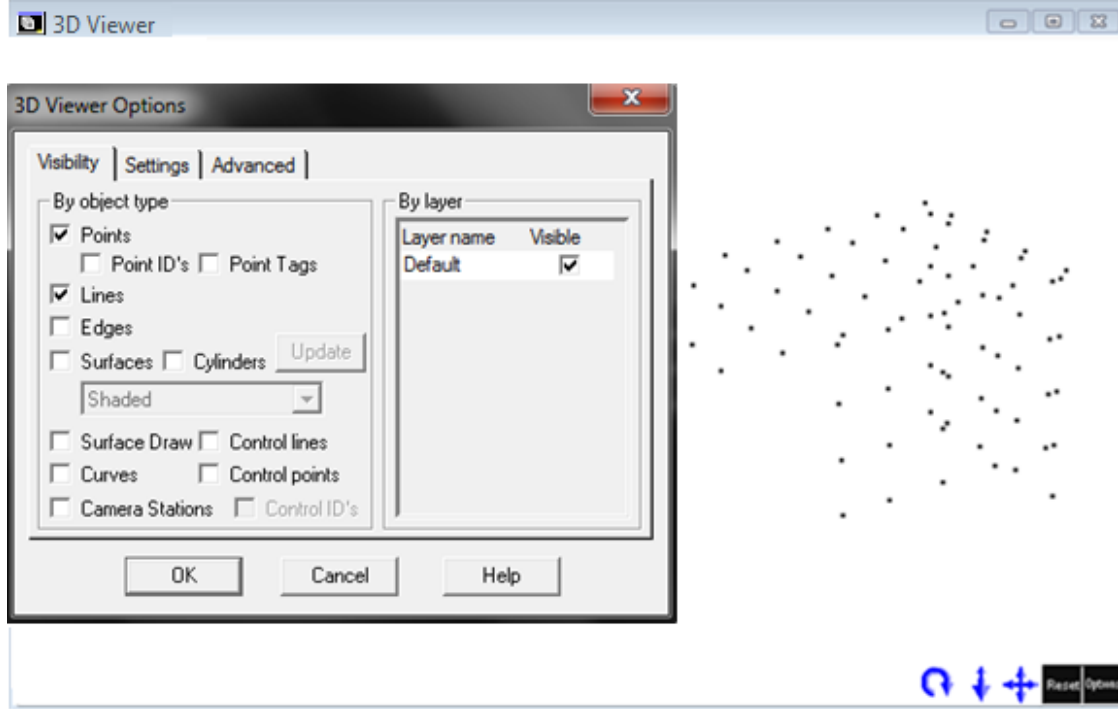 3D Viewer
3D Viewer Options
Visibility Settings Advanced
By object type
Points
Point ID's Point Tags
Lines
Edges
Surfaces Cylinders Update
Shaded
Surface Draw Control lines
Curves Control points
Camera Stations Control ID's
By layer
Layer name Visible
Default
OK Cancel Help
Reset Options